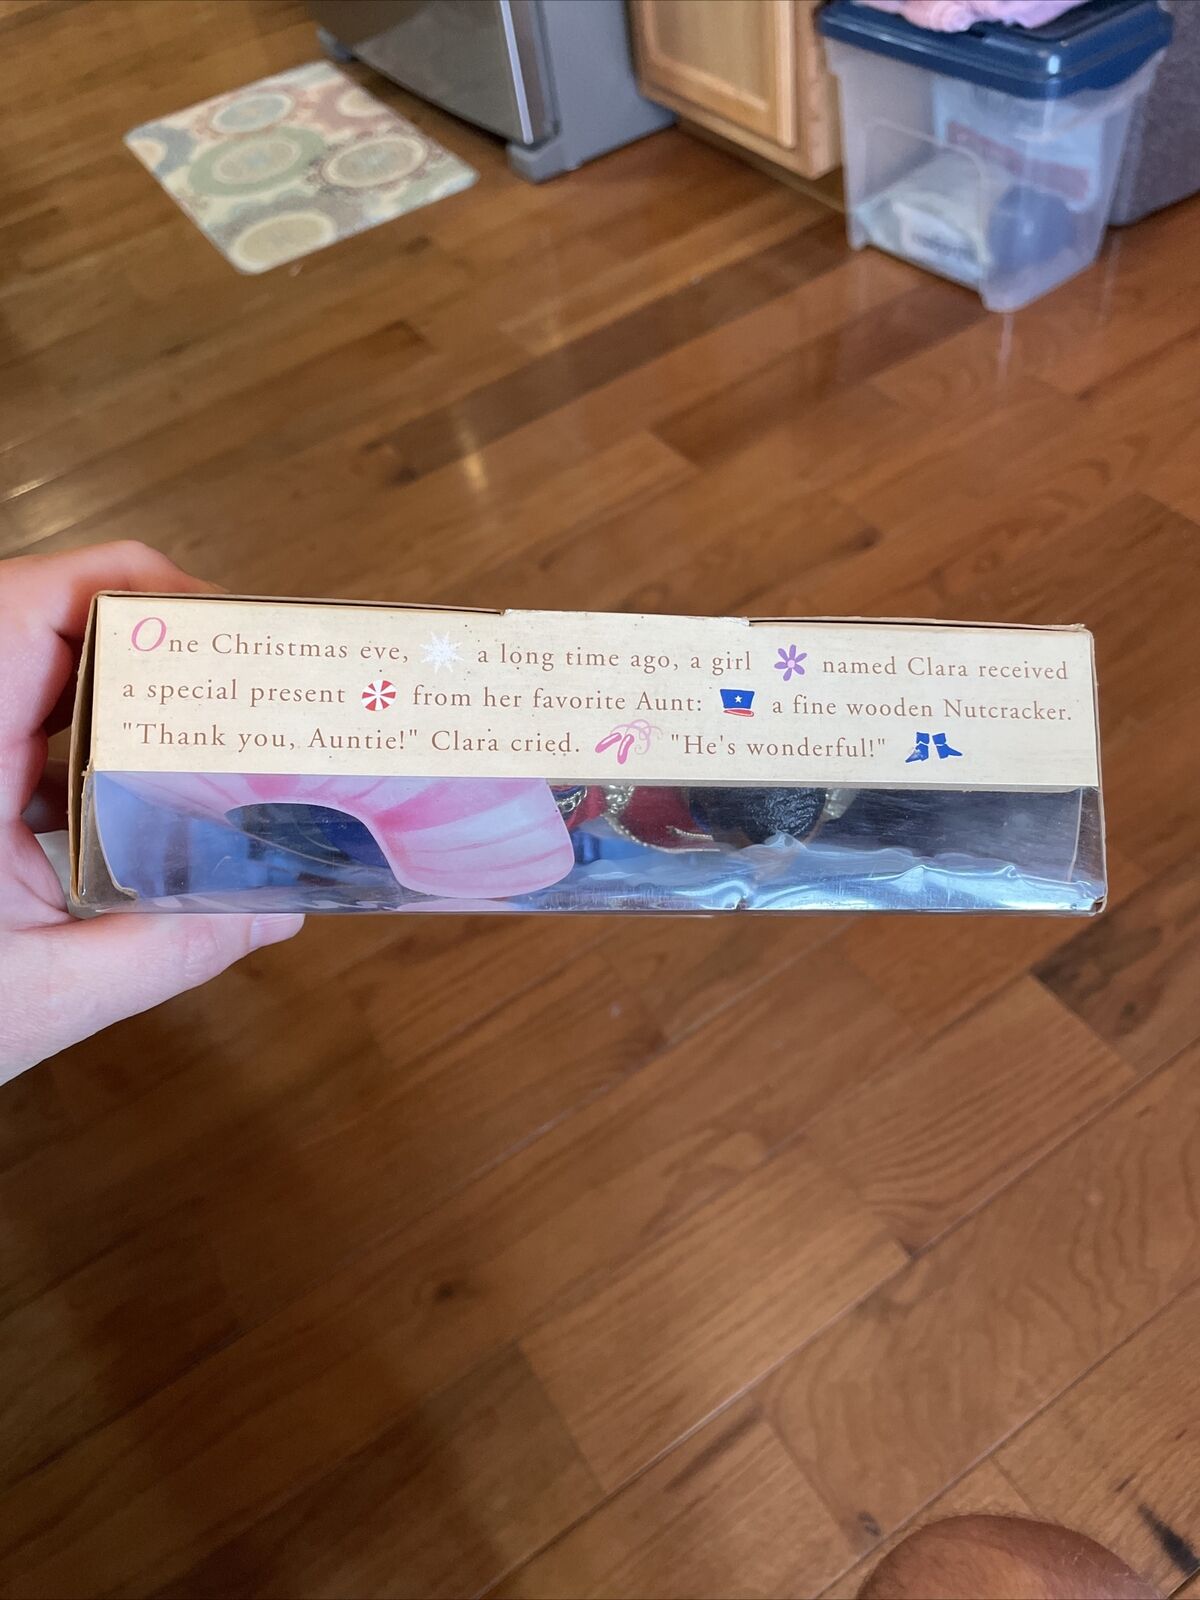 One Christmas eve, a long time ago, a girl named Clara received
a special present from her favorite Aunt: a fine wooden Nutcracker.
"Thank you, Auntie!" Clara cried. "He's wonderful!"